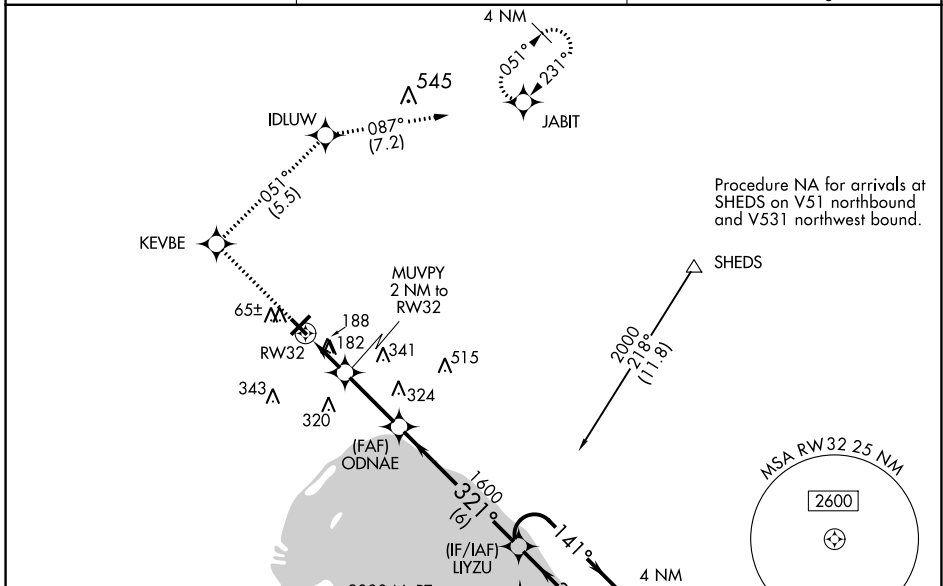 4 NM
051°
231°
JABIT
545
IDLUW
087°
(7.2)
051°
(5.5)
Procedure NA for arrivals at
SHEDS on V51 northbound
and V531 northwest bound.
KEVBE
SHEDS
MUVPY
2 NM to
RW32
65±
188
RW32
182
341
515
2000
218°
(11.8)
343
324
320
(FAF)
ODNAE
MSA RW32 25 NM
1600
321°
(6)
2600
141°
(IF/IAF)
LIYZU
4 NM